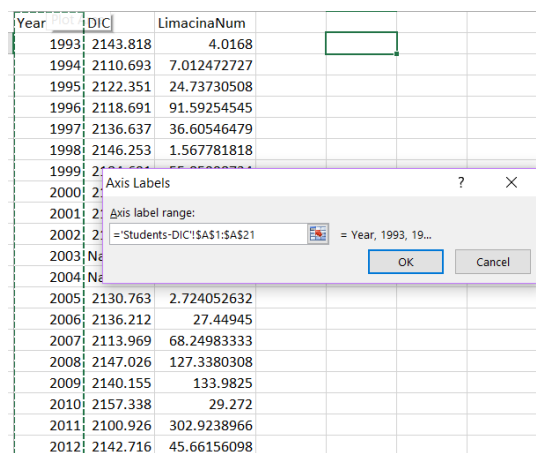 Year DIC LimacinaNum
1993 2143.818 4.0168
1994 2110.693 7.012472727
1995 2122.351 24.73730508
1996 2118.691 91.59254545
1997 2136.637 36.60546479
1998 2146.253 1.567781818
1999
Axis Labels ? ×
2000
Axis label range:
2001
='Students-DIC'!$A$1:$A$21 = Year, 1993, 19...
2002
OK Cancel
2003 Na
2004 Na
2005 2130.763 2.724052632
2006 2136.212 27.44945
2007 2113.969 68.24983333
2008 2147.026 127.3380308
2009 2140.155 133.9825
2010 2157.338 29.272
2011 2100.926 302.9238966
2012 2142.716 45.66156098